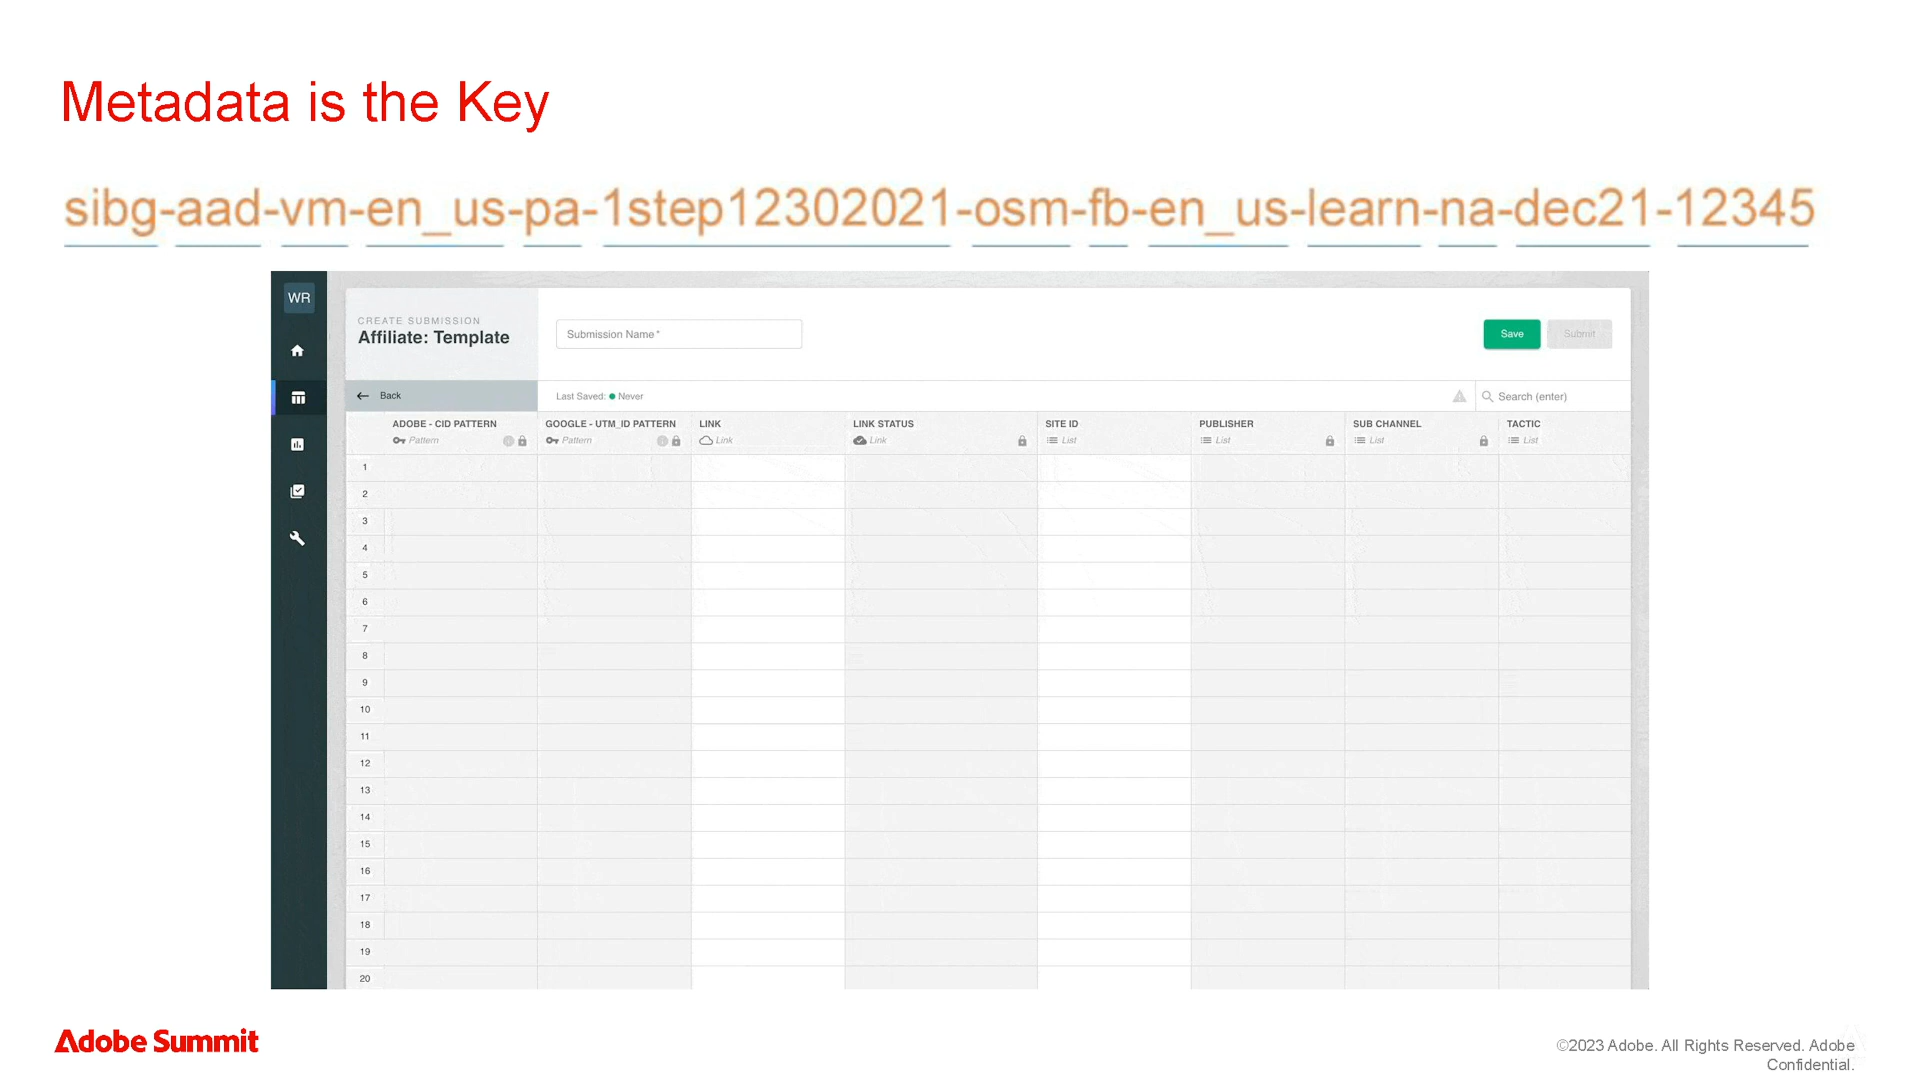 Metadata is the Key
sibg-aad-vm-en_us-pa-1step12302021-osm-fb-en_us-learn-na-dec21-12345
WR
CREATE SUBMISSION
Affiliate: Template
Submission Name*
Save
Submit
Back
Last Saved: Never
Search (enter)
ADOBE - CID PATTERN GOOGLE - UTM_ID PATTERN LINK LINK STATUS SITE ID PUBLISHER SUB CHANNEL TACTIC
Pattern Pattern Link Link List List List List
1
2
3
4
5
6
7
8
9
10
11
12
13
14
15
16
17
18
19
20
Adobe Summit
©2023 Adobe. All Rights Reserved. Adobe
Confidential.